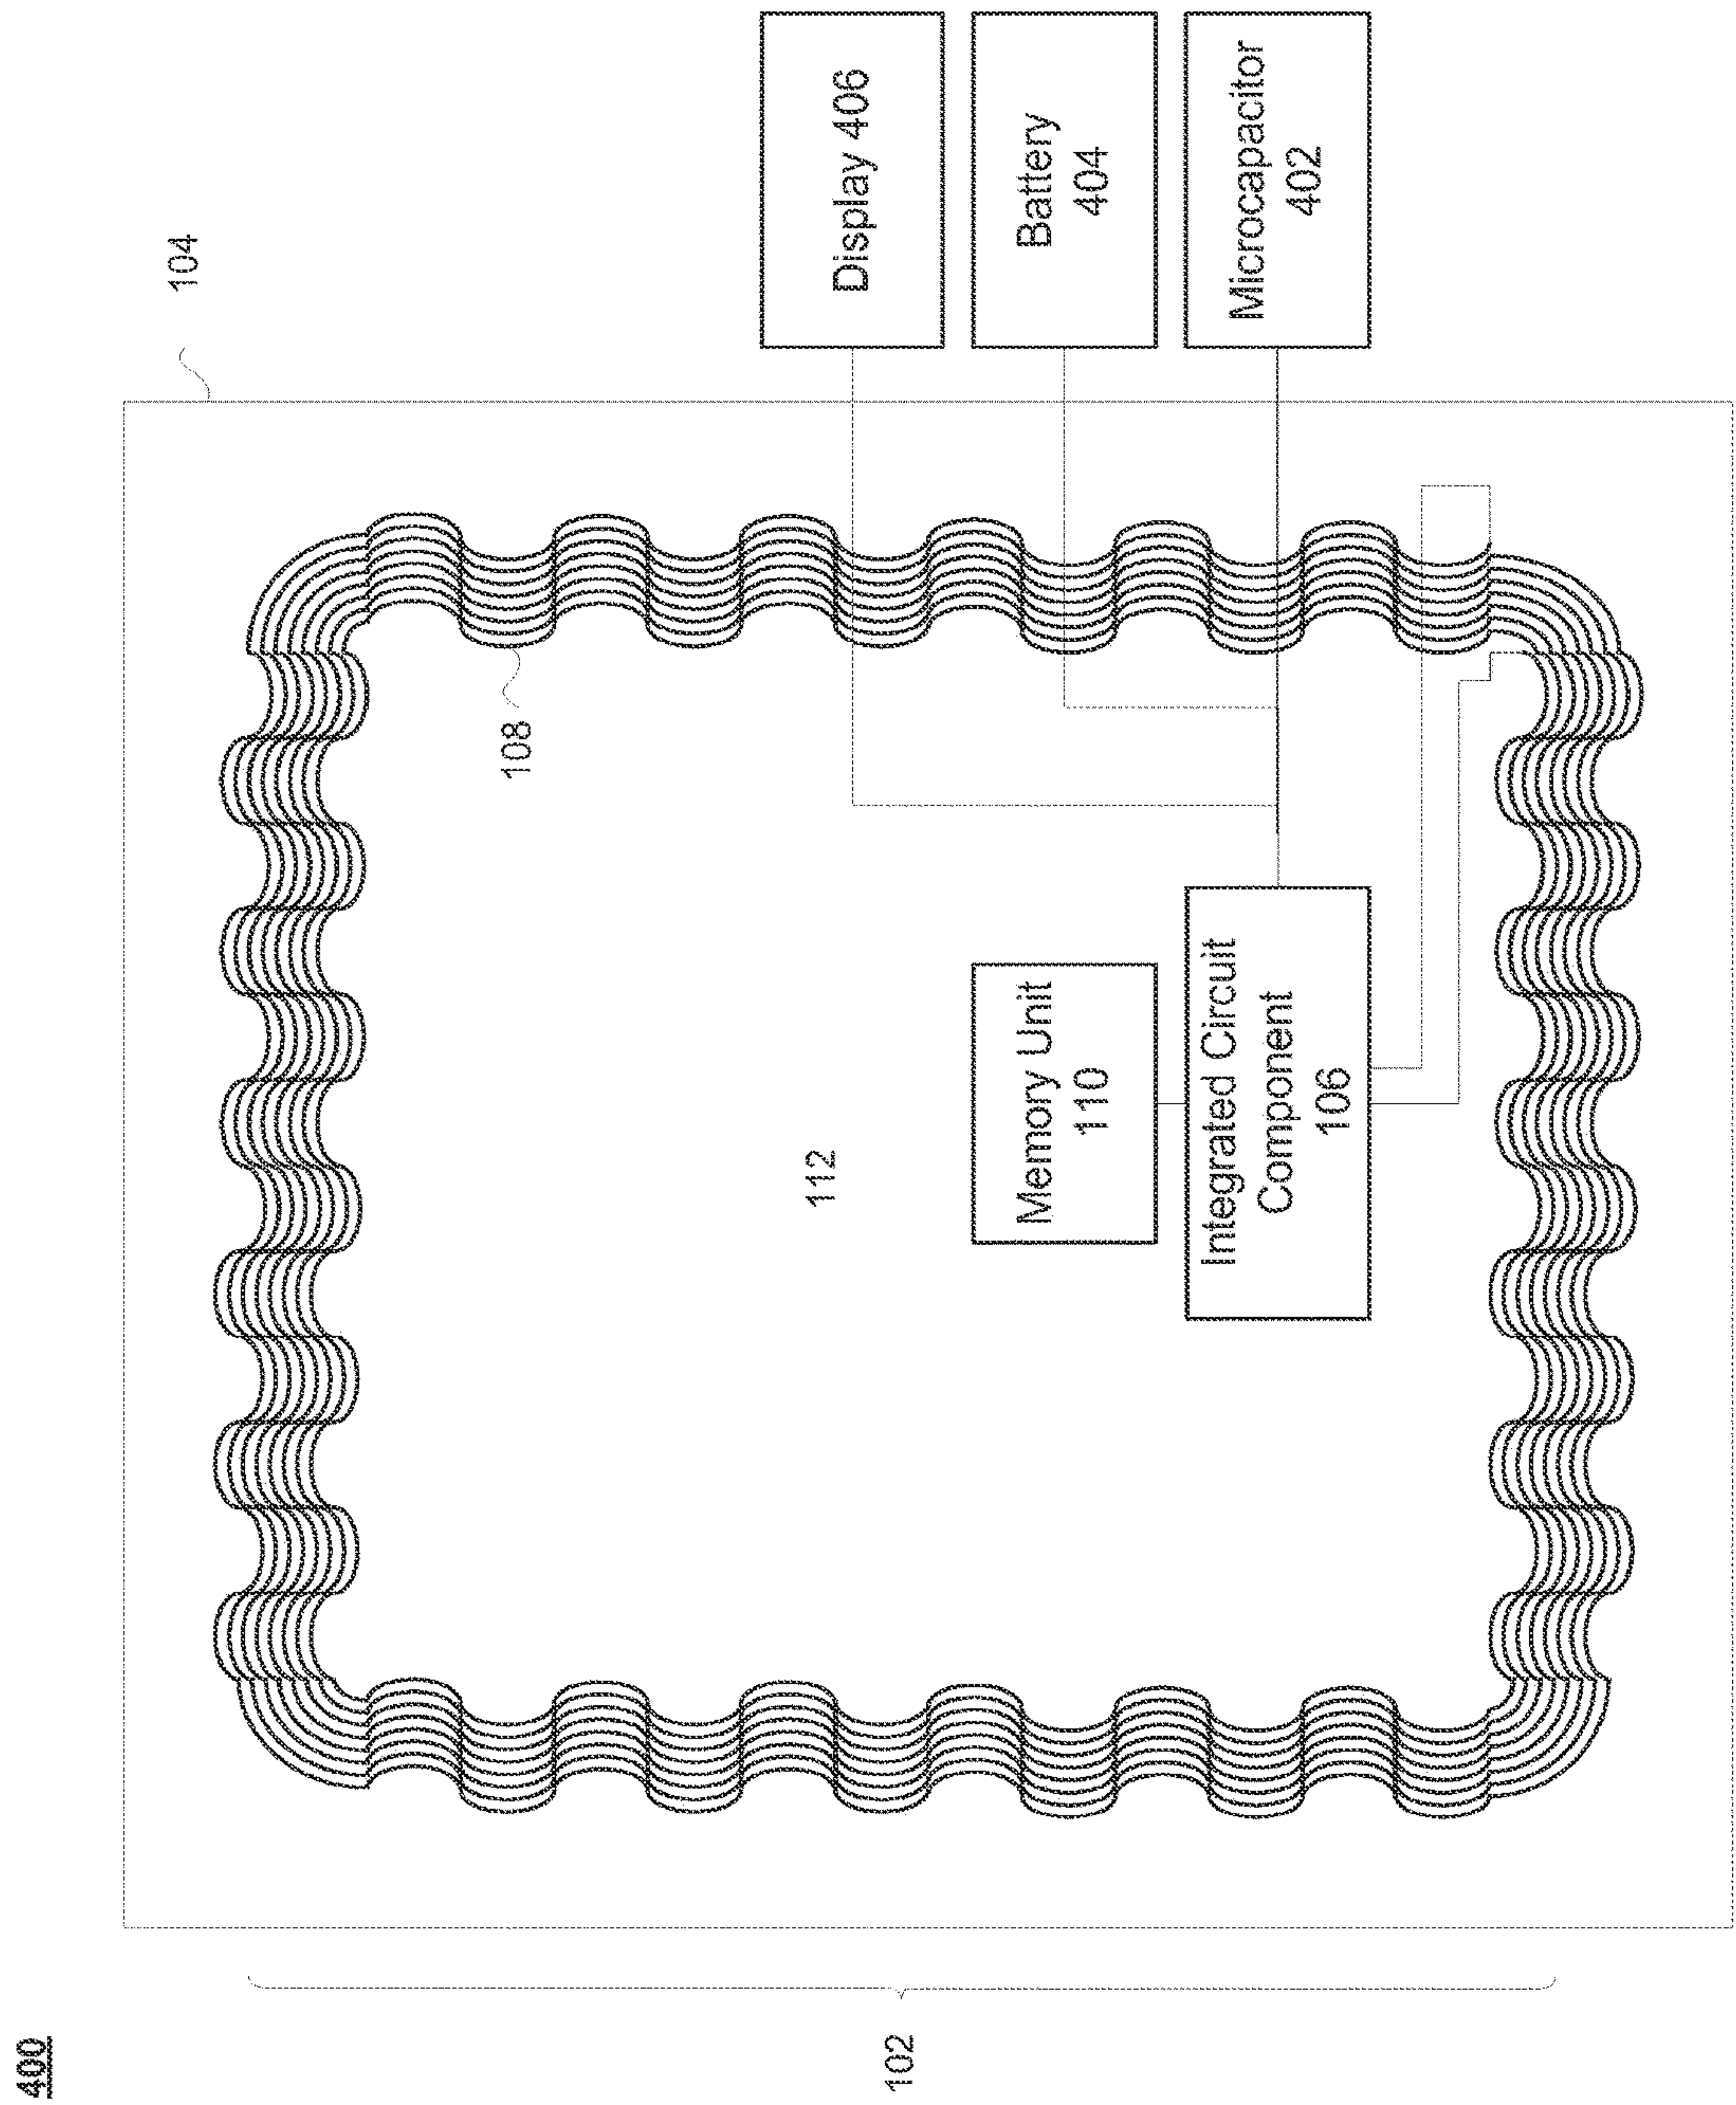 400
102
104
108
112
Memory Unit
110
Integrated Circuit
Component
106
Display 406
Battery
404
Microcapacitor
402